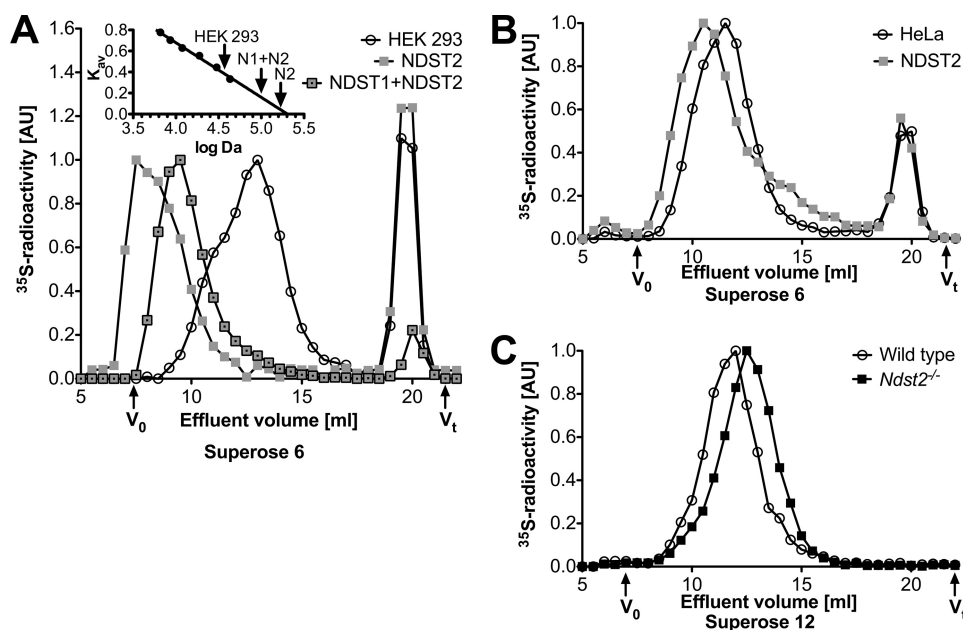 A
1.6
1.4
1.2
1.0
0.8
0.6
0.4
0.2
0.0
³⁵S-radioactivity [AU]
10
15
20
V₀
Effluent volume [ml]
Vₜ
Superose 6
HEK 293
NDST2
NDST1+NDST2
0.8
0.6
0.4
0.2
0.0
Kav
3.5 4.0 4.5 5.0 5.5
log Da
HEK 293
N1+N2
N2
B
1.0
0.8
0.6
0.4
0.2
0.0
³⁵S-radioactivity [AU]
5 10 15 20
V₀
Effluent volume [ml]
Vₜ
Superose 6
HeLa
NDST2
C
1.0
0.8
0.6
0.4
0.2
0.0
³⁵S-radioactivity [AU]
5 10 15 20
V₀
Effluent volume [ml]
Vₜ
Superose 12
Wild type
Ndst2⁻/⁻